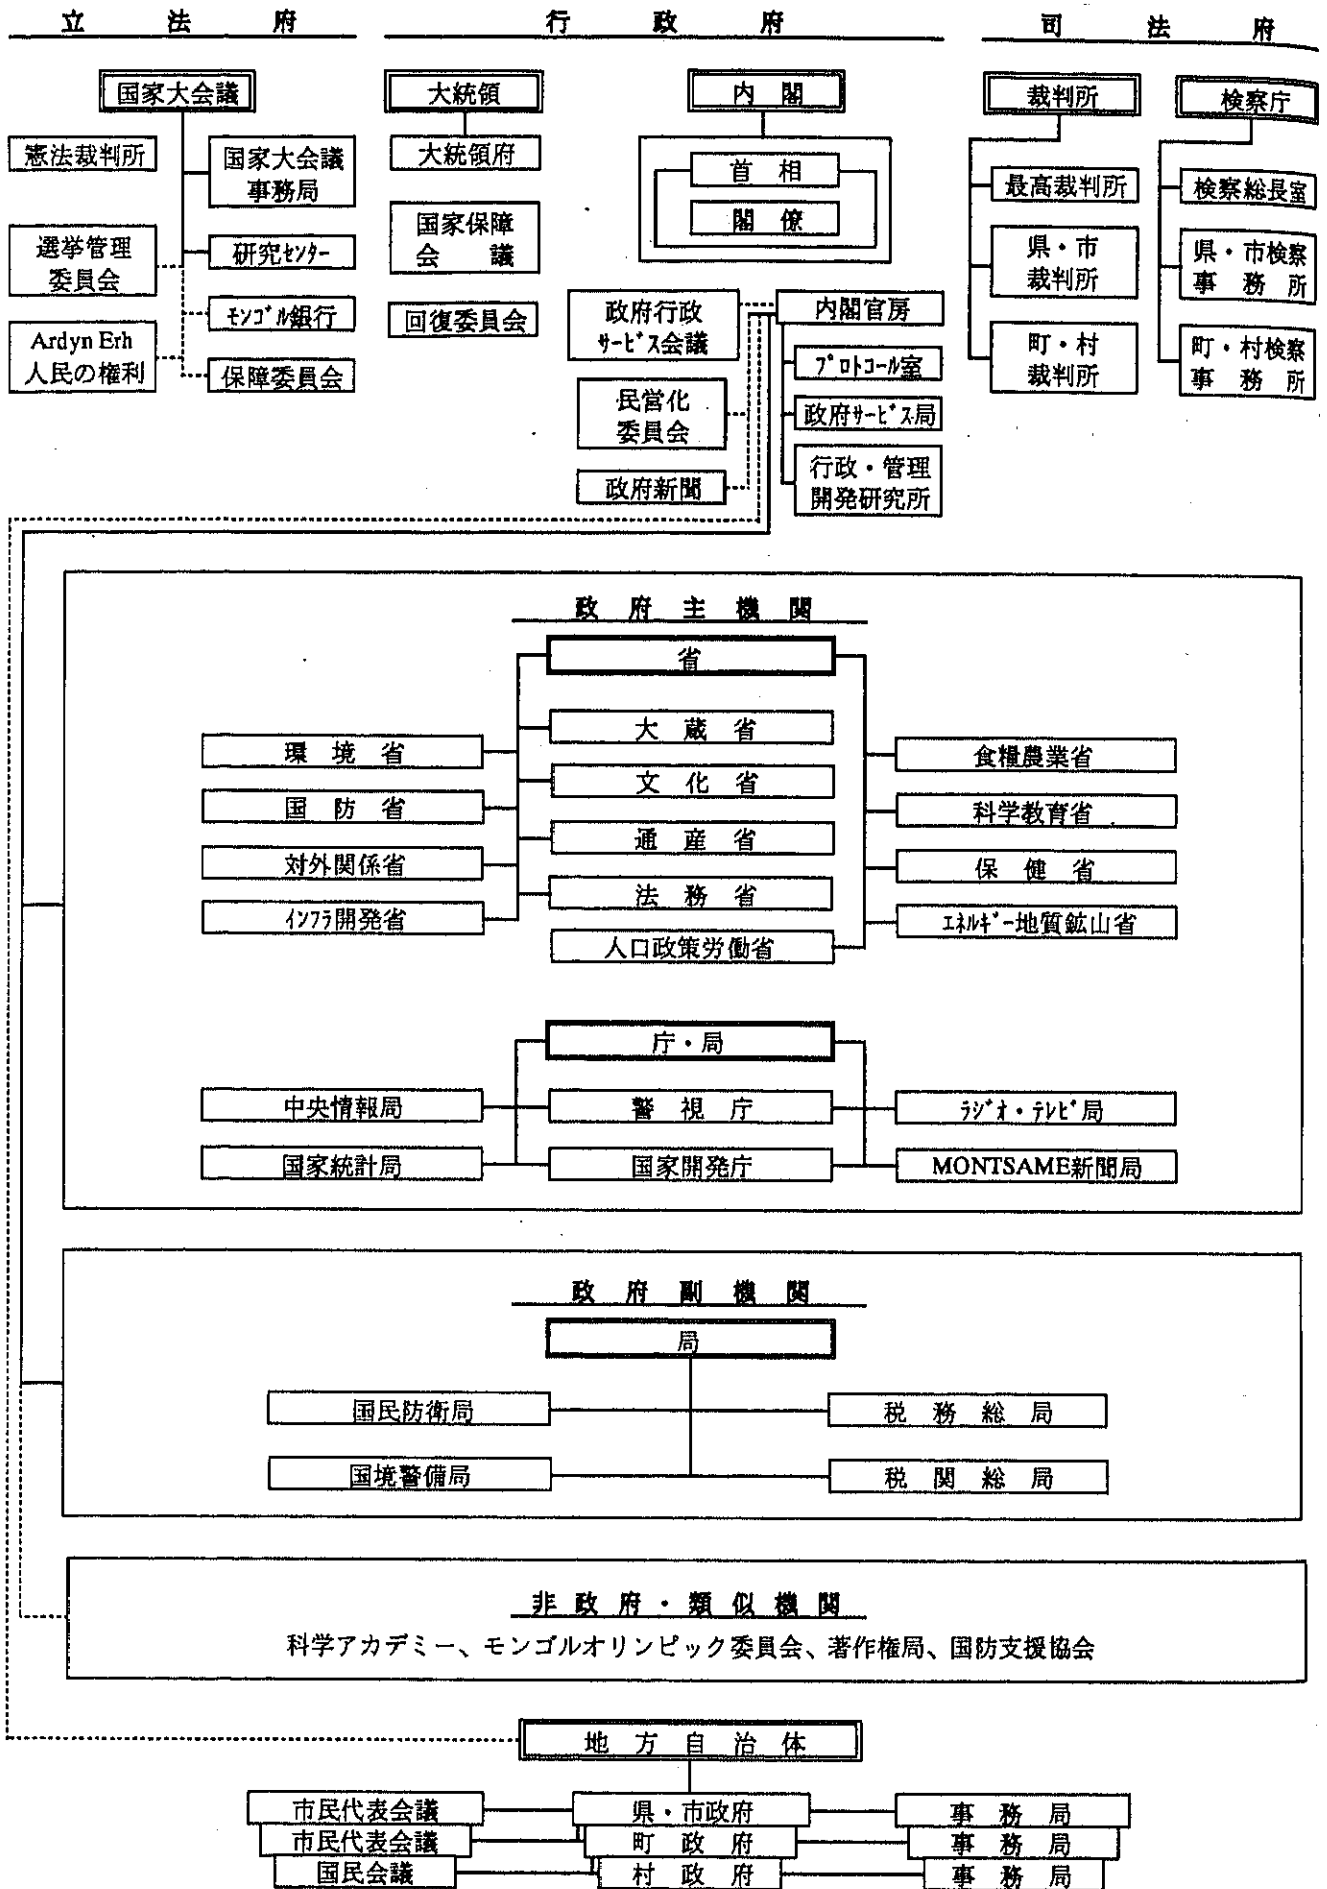 立法府
行政府
司法府
国家大会議
大統領
内閣
裁判所
検察庁
憲法裁判所
国家大会議
事務局
選挙管理
委員会
研究センター
モンゴル銀行
Ardyn Erh
人民の権利
保障委員会
大統領府
国家保障
会議
回復委員会
首相
閣僚
政府行政
サービス会議
内閣官房
プロトコール室
民営化
委員会
政府サービス局
政府新聞
行政・管理
開発研究所
最高裁判所
県・市
裁判所
町・村
裁判所
検察総長室
県・市検察
事務所
町・村検察
事務所
政府主機関
省
大蔵省
環境省
食糧農業省
文化省
国防省
科学教育省
通産省
対外関係省
保健省
法務省
インフラ開発省
エネルギー地質鉱山省
人口政策労働省
庁・局
中央情報局
警視庁
ラジオ・テレビ局
国家統計局
国家開発庁
MONTSAME新聞局
政府副機関
局
国民防衛局
税務総局
国境警備局
税関総局
非政府・類似機関
科学アカデミー、モンゴルオリンピック委員会、著作権局、国防支援協会
地方自治体
市民代表会議
県・市政府
事務局
市民代表会議
町政府
事務局
国民会議
村政府
事務局